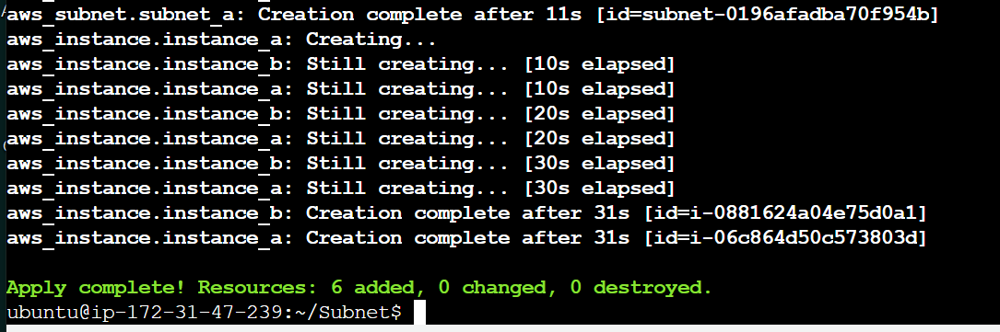 aws_subnet.subnet_a: Creation complete after 11s [id=subnet-0196afadba70f954b]
aws_instance.instance_a: Creating...
aws_instance.instance_b: Still creating... [10s elapsed]
aws_instance.instance_a: Still creating... [10s elapsed]
aws_instance.instance_b: Still creating... [20s elapsed]
aws_instance.instance_a: Still creating... [20s elapsed]
aws_instance.instance_b: Still creating... [30s elapsed]
aws_instance.instance_a: Still creating... [30s elapsed]
aws_instance.instance_b: Creation complete after 31s [id=i-0881624a04e75d0a1]
aws_instance.instance_a: Creation complete after 31s [id=i-06c864d50c573803d]
Apply complete! Resources: 6 added, 0 changed, 0 destroyed.
ubuntu@ip-172-31-47-239:~/Subnet$